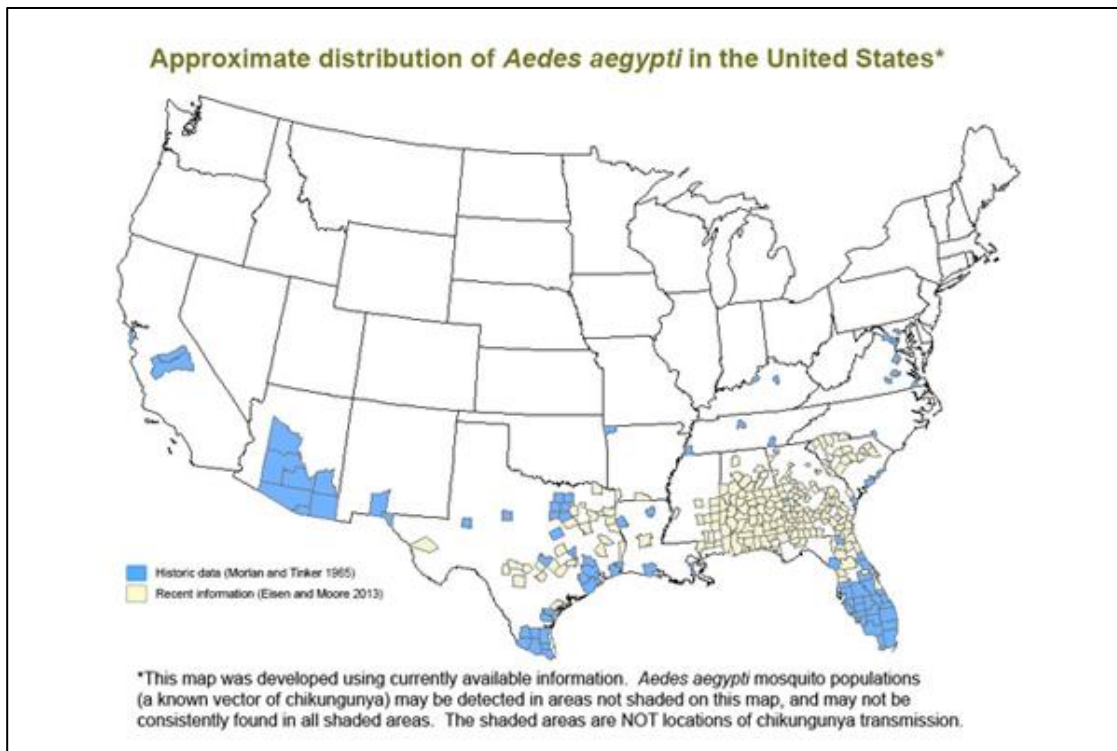 Approximate distribution of Aedes aegypti in the United States*
Historic data (Morlan and Tinker 1965)
Recent information (Eisen and Moore 2013)
*This map was developed using currently available information. Aedes aegypti mosquito populations
(a known vector of chikungunya) may be detected in areas not shaded on this map, and may not be
consistently found in all shaded areas. The shaded areas are NOT locations of chikungunya transmission.